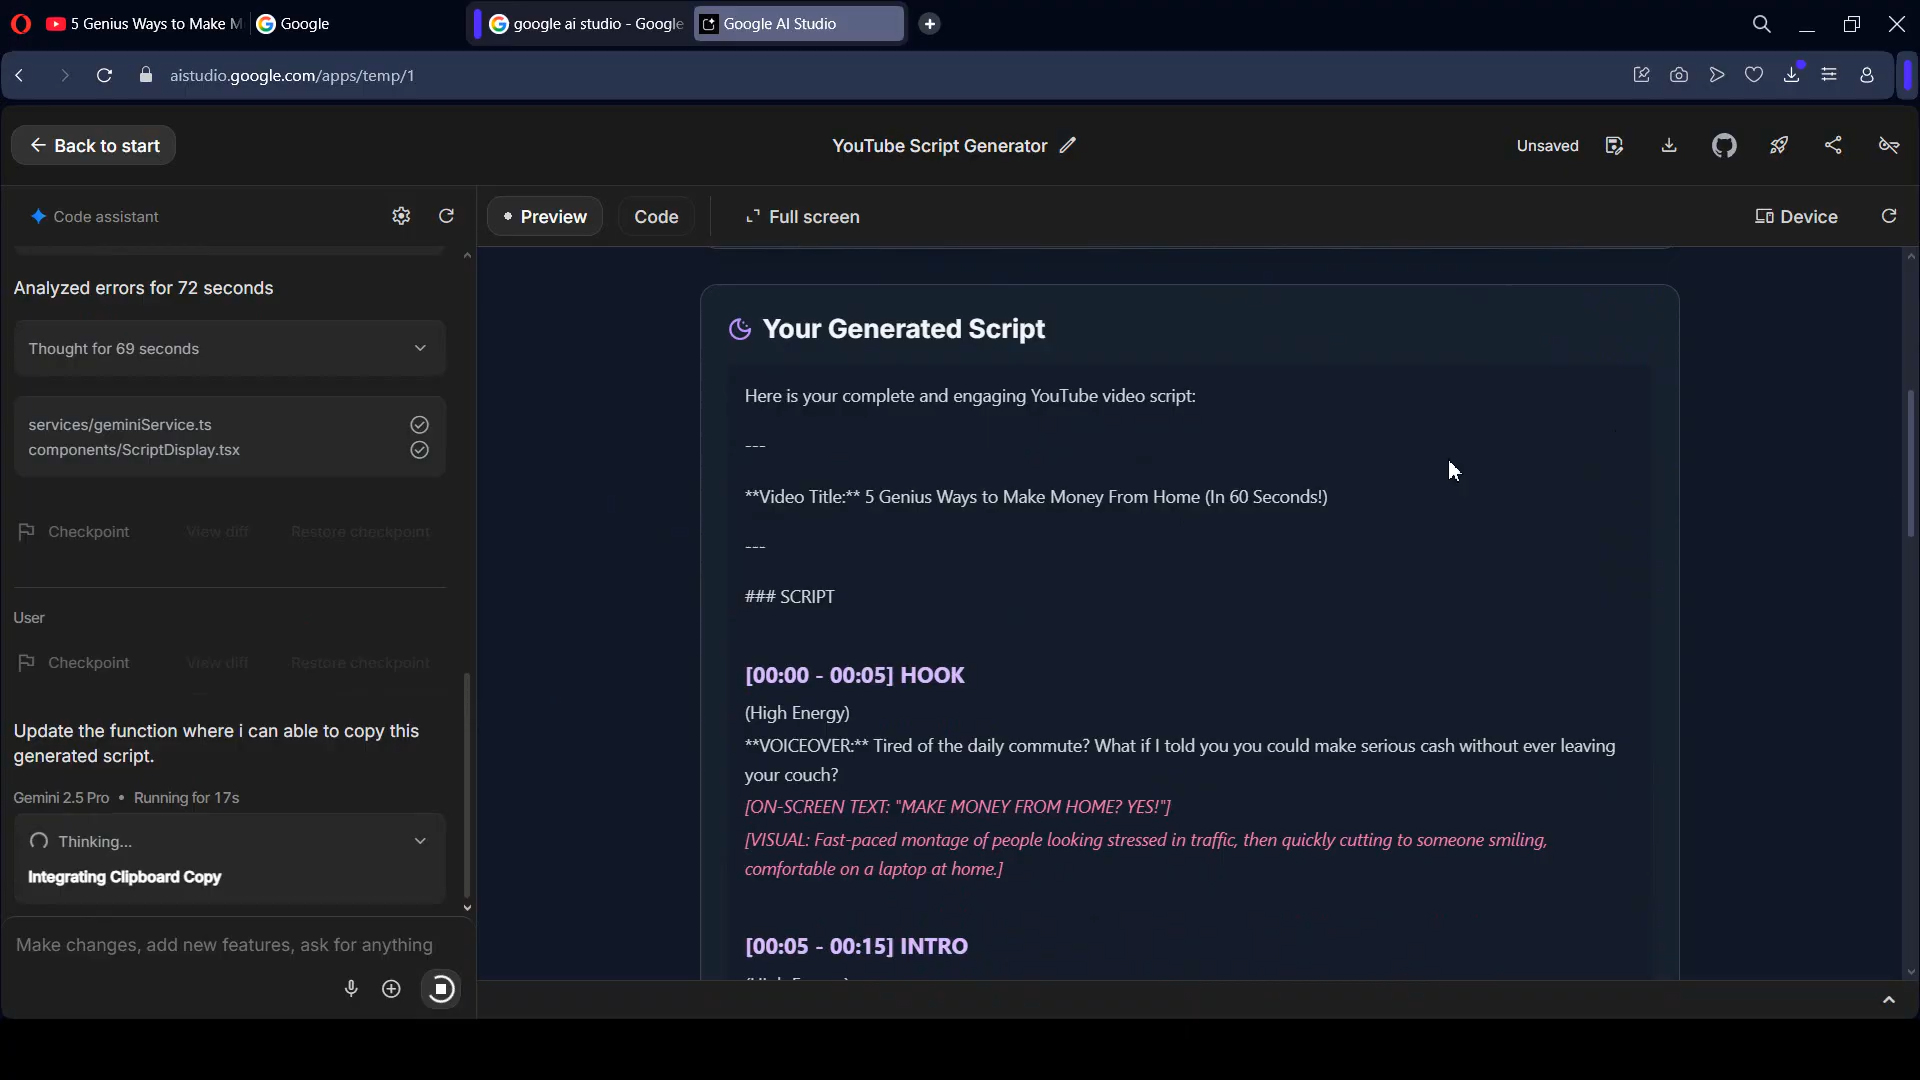 5 Genius Ways to Make M
Google
google ai studio - Google
Google AI Studio
aistudio.google.com/apps/temp/1
Back to start
YouTube Script Generator
Unsaved
Code assistant
Preview
Code
Full screen
Device
Analyzed errors for 72 seconds
Thought for 69 seconds
services/geminiService.ts
components/ScriptDisplay.tsx
Checkpoint
View diff
Restore checkpoint
User
Checkpoint
View diff
Restore checkpoint
Update the function where i can able to copy this
generated script.
Gemini 2.5 Pro • Running for 17s
Thinking...
Integrating Clipboard Copy
Make changes, add new features, ask for anything
Your Generated Script
Here is your complete and engaging YouTube video script:
---
**Video Title:** 5 Genius Ways to Make Money From Home (In 60 Seconds!)
---
### SCRIPT
[00:00 - 00:05] HOOK
(High Energy)
**VOICEOVER:** Tired of the daily commute? What if I told you you could make serious cash without ever leaving
your couch?
[ON-SCREEN TEXT: "MAKE MONEY FROM HOME? YES!"]
[VISUAL: Fast-paced montage of people looking stressed in traffic, then quickly cutting to someone smiling,
comfortable on a laptop at home.]
[00:05 - 00:15] INTRO